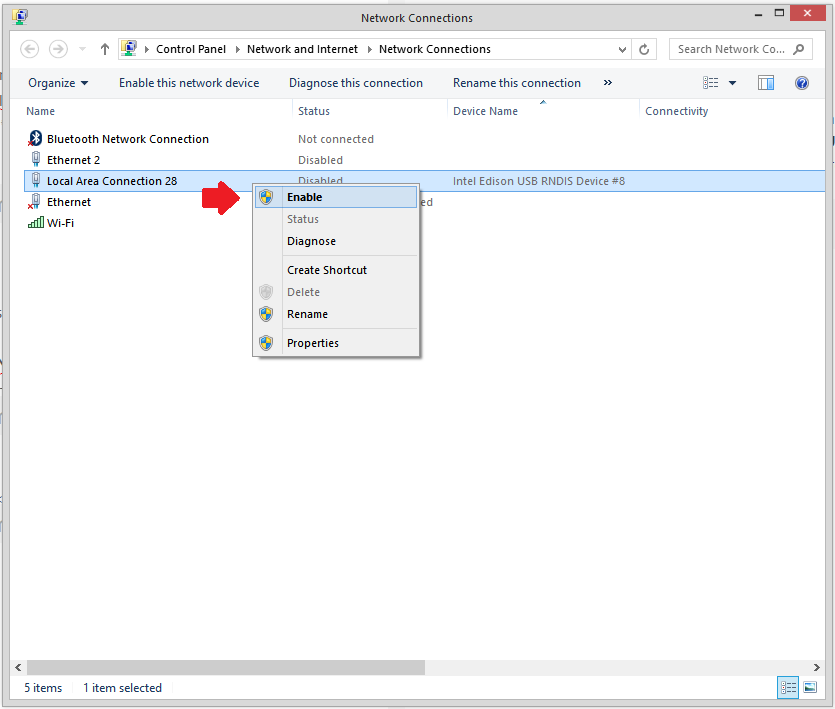 Network Connections
Control Panel Network and Internet Network Connections Search Network Co...
Organize Enable this network device Diagnose this connection Rename this connection »
Name Status Device Name Connectivity
Bluetooth Network Connection Not connected
Ethernet 2 Disabled
Local Area Connection 28 Disabled Intel Edison USB RNDIS Device #8
Ethernet ed
Wi-Fi
Enable
Status
Diagnose
Create Shortcut
Delete
Rename
Properties
5 items 1 item selected